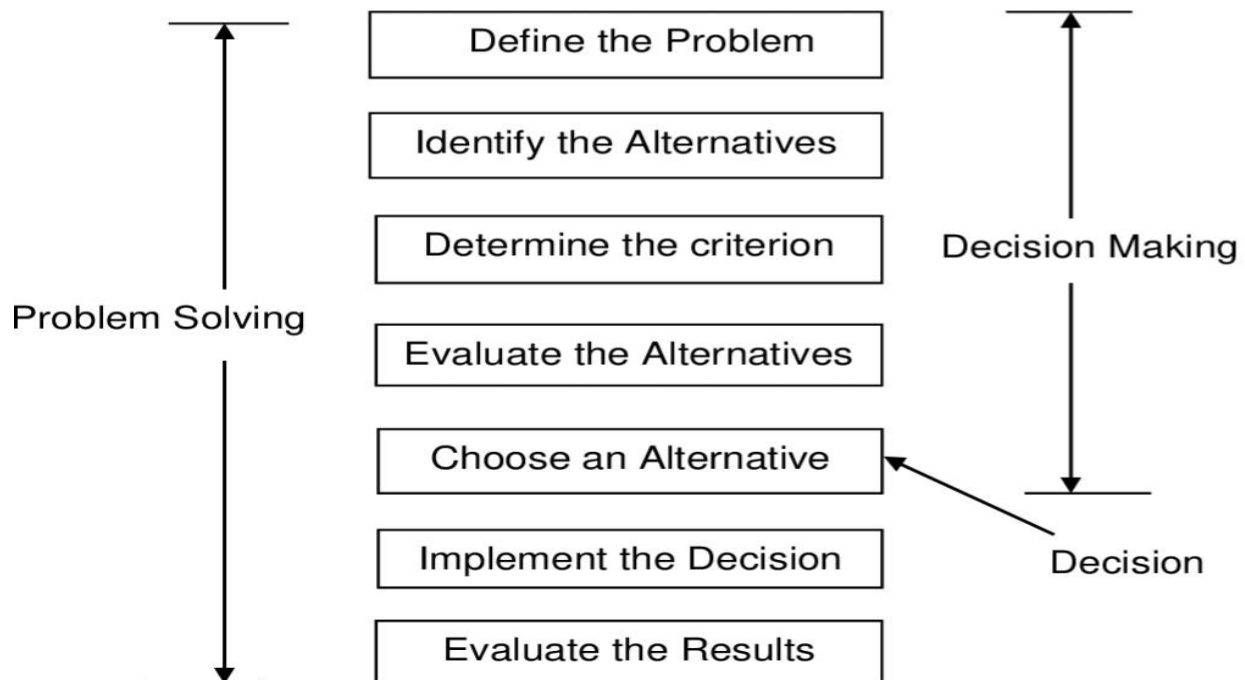 Define the Problem
Identify the Alternatives
Determine the criterion
Decision Making
Problem Solving
Evaluate the Alternatives
Choose an Alternative
Implement the Decision
Decision
Evaluate the Results